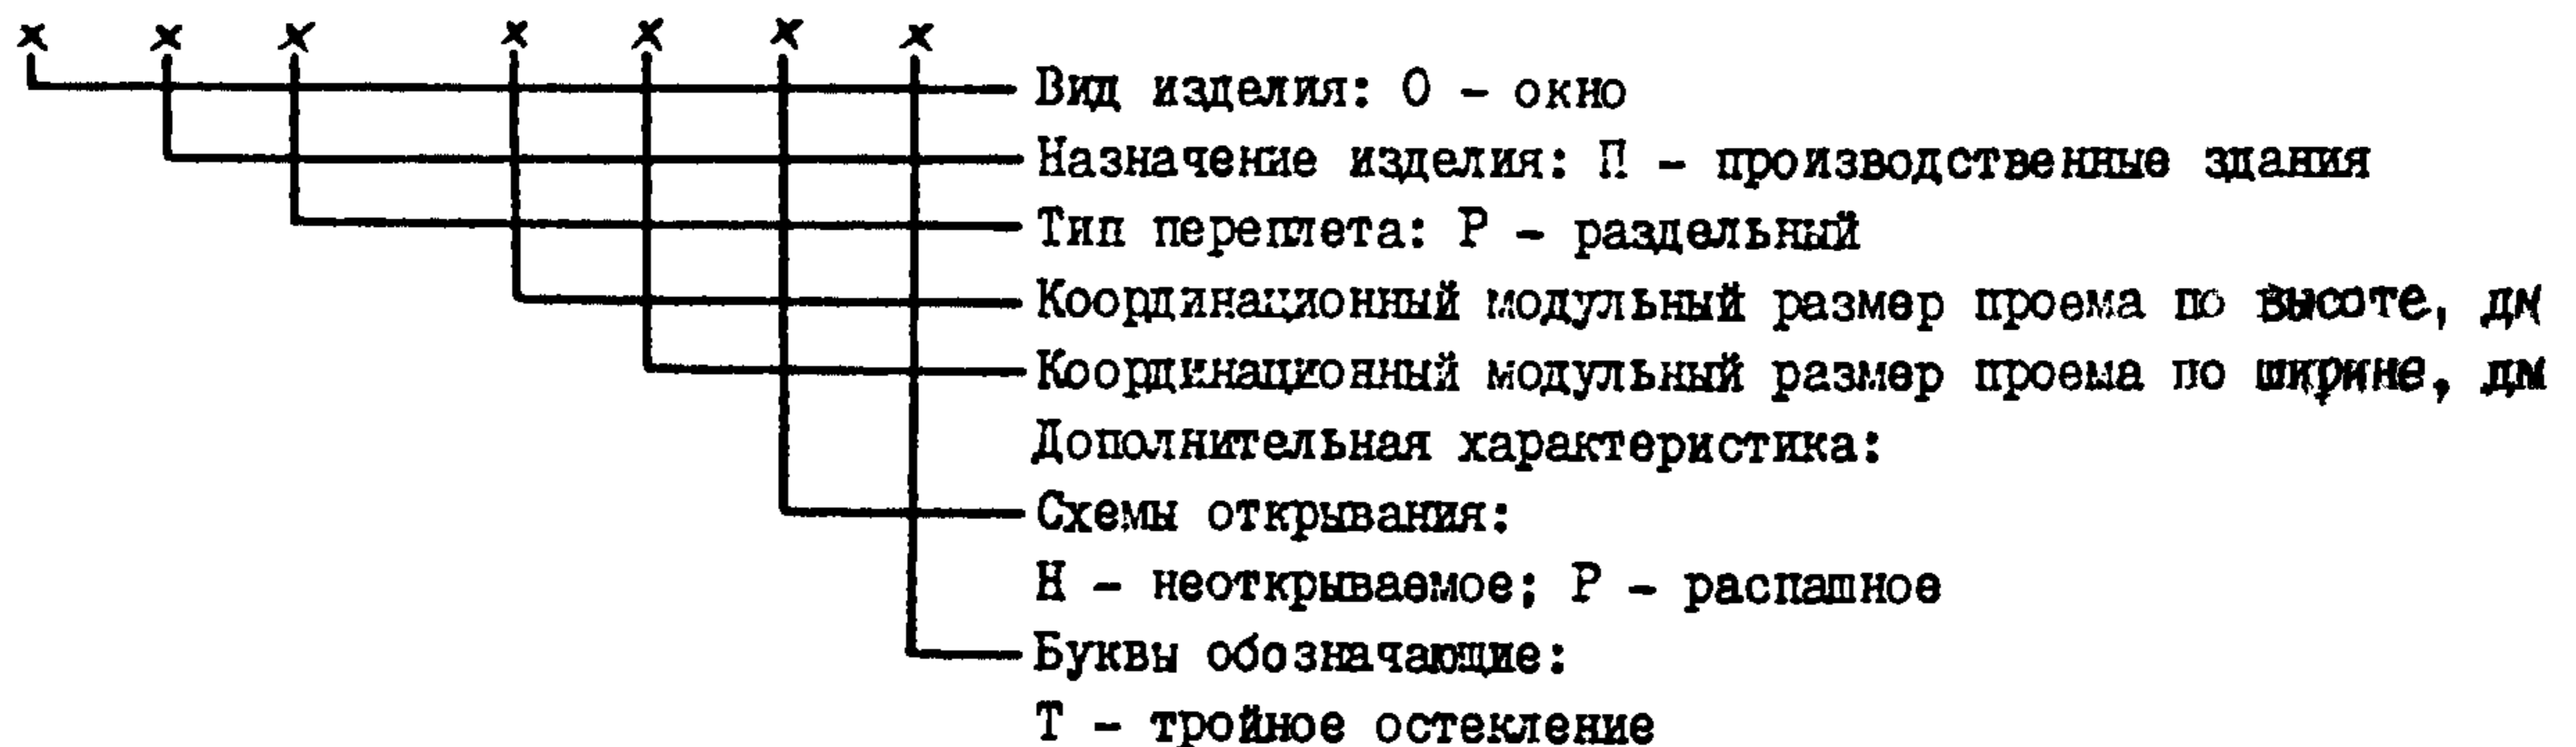 х х х х х х х
Вид изделия: О - окно
Назначение изделия: П - производственные здания
Тип переплета: Р - раздельный
Координационный модульный размер проема по высоте, дм
Координационный модульный размер проема по ширине, дм
Дополнительная характеристика:
Схемы открывания:
Н - неоткрываемое; Р - распашное
Буквы обозначающие:
Т - тройное остекление